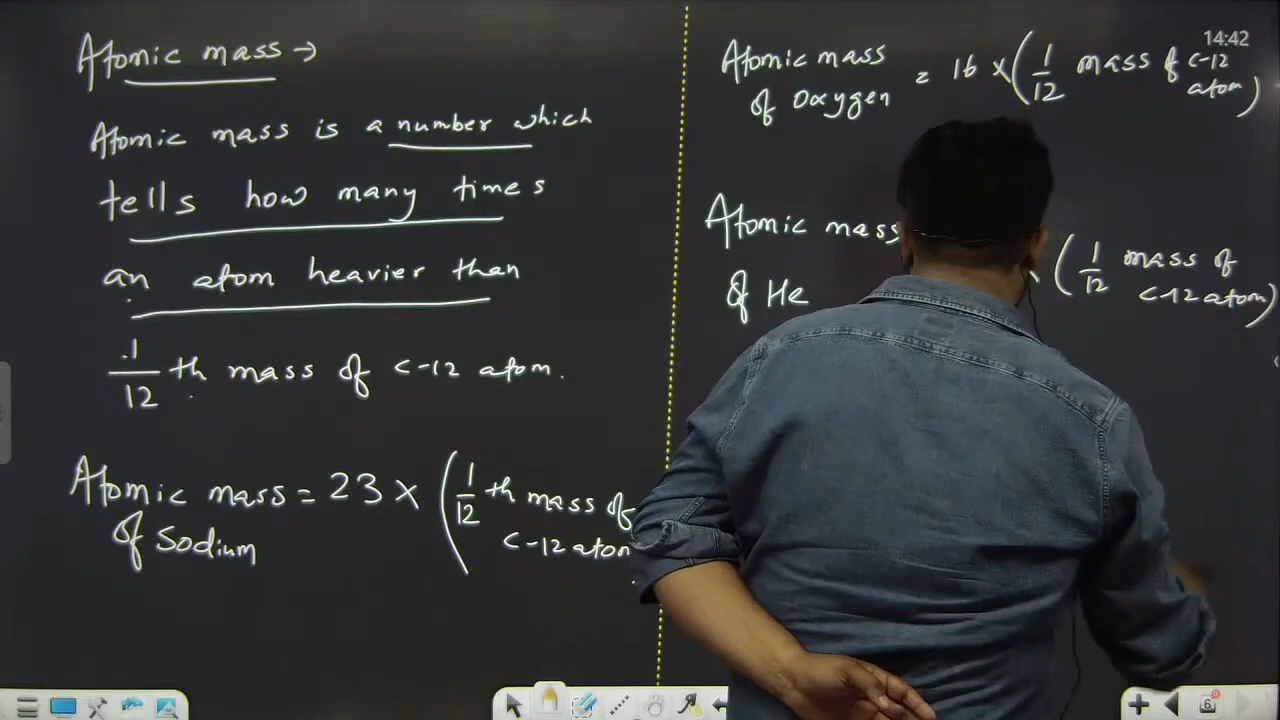 Atomic mass →
Atomic mass is a number which
tells how many times
an atom heavier than
1/12 th mass of C-12 atom.
Atomic mass = 23 × (1/12 th mass of
of Sodium C-12 atom
14:42
Atomic mass = 16 × (1/12 mass of C-12
of Oxygen atom)
Atomic mass (1/12 mass of
of He C-12 atom)
6